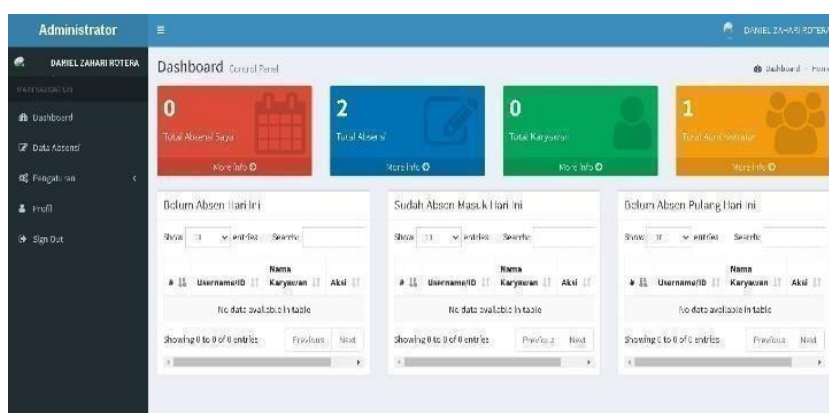 Administrator
DANIEL ZAHARI ROTERA
DANIEL ZAHARI ROTERA
MAIN NAVIGATION
Dashboard
Data Absensi
Pengaturan
Profil
Sign Out
Dashboard Control Panel
Dashboard Home
0
Total Absensi Saya
More info
2
Total Absensi
More info
0
Total Karyawan
More info
1
Total Administrator
More info
Belum Absen Hari Ini
Show entries Search:
# Username/ID Nama Karyawan Aksi
No data available in table
Showing 0 to 0 of 0 entries Previous Next
Sudah Absen Masuk Hari Ini
Show entries Search:
# Username/ID Nama Karyawan Aksi
No data available in table
Showing 0 to 0 of 0 entries Previous Next
Belum Absen Pulang Hari Ini
Show entries Search:
# Username/ID Nama Karyawan Aksi
No data available in table
Showing 0 to 0 of 0 entries Previous Next